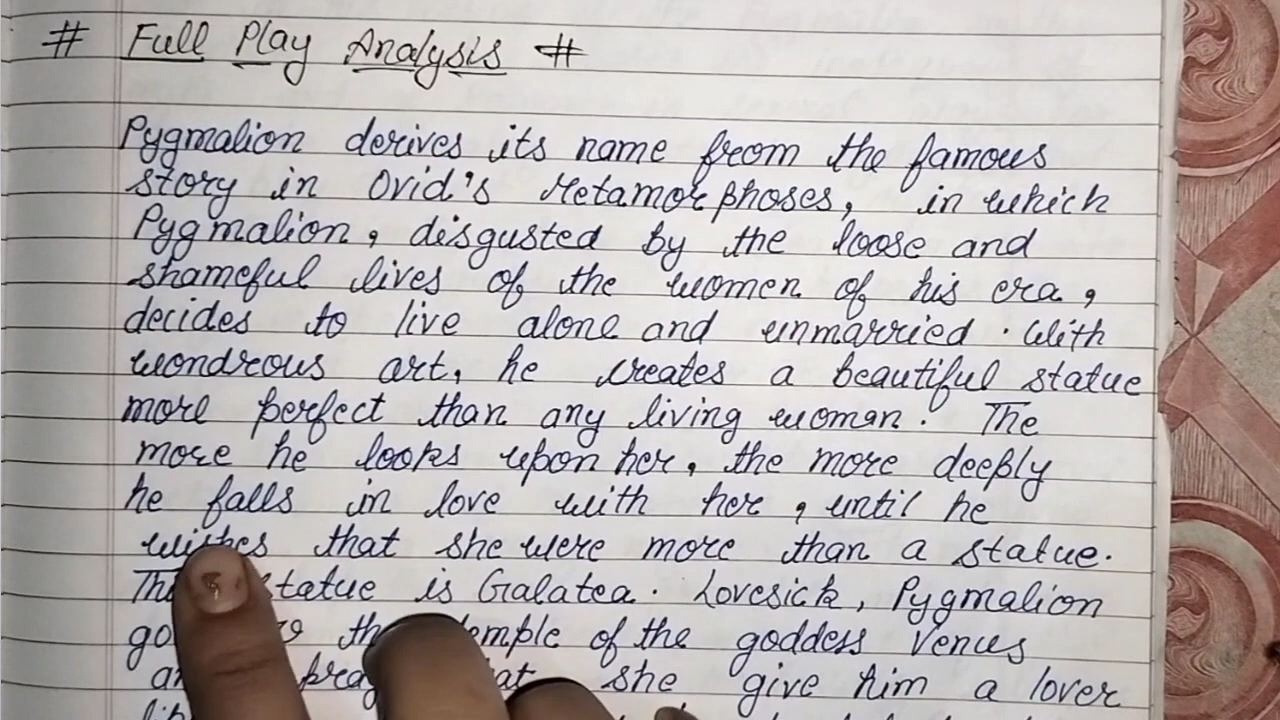 # Full Play Analysis #
Pygmalion derives its name from the famous
story in Ovid's Metamorphoses, in which
Pygmalion, disgusted by the loose and
shameful lives of the women of his era,
decides to live alone and unmarried. With
wondrous art, he creates a beautiful statue
more perfect than any living woman. The
more he looks upon her, the more deeply
he falls in love with her, until he
wishes that she were more than a statue.
statue is Galatea. Lovesick, Pygmalion
temple of the goddess Venus
she give him a lover